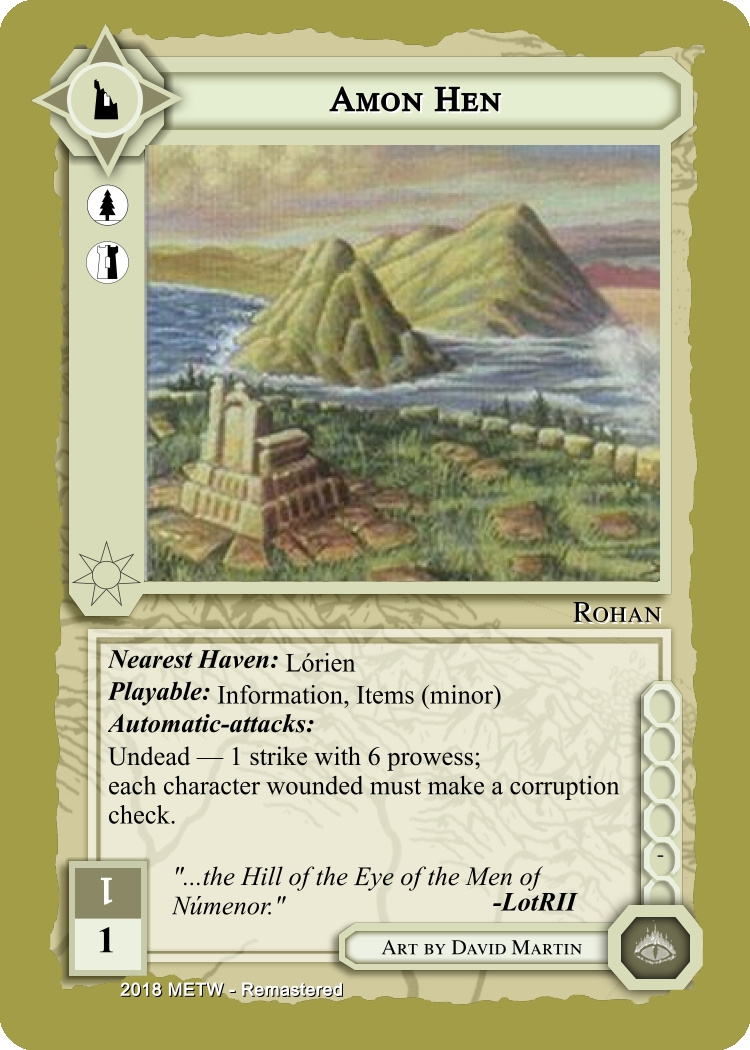 Amon Hen
Rohan
Nearest Haven: Lórien
Playable: Information, Items (minor)
Automatic-attacks:
Undead — 1 strike with 6 prowess;
each character wounded must make a corruption
check.
-
"...the Hill of the Eye of the Men of
Númenor." -LotRII
1
1
Art by David Martin
2018 METW - Remastered